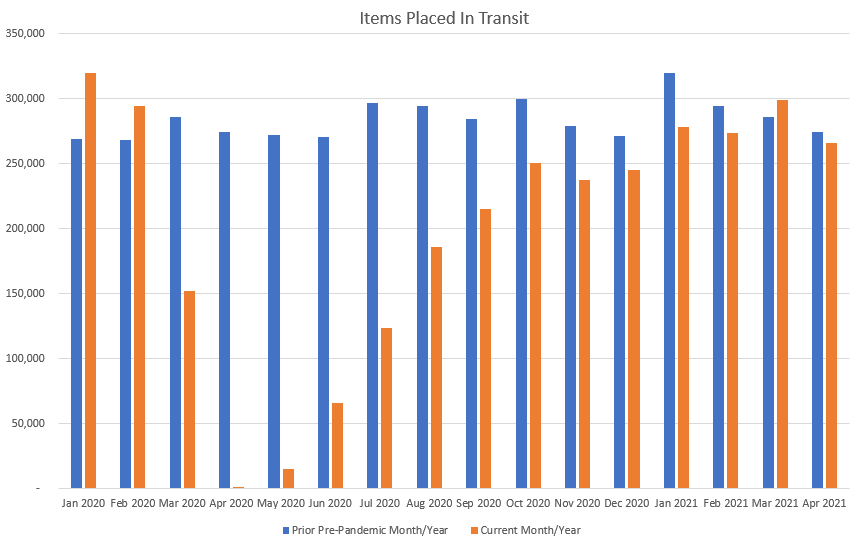 Items Placed In Transit
350,000
300,000
250,000
200,000
150,000
100,000
50,000
-
Jan 2020 Feb 2020 Mar 2020 Apr 2020 May 2020 Jun 2020 Jul 2020 Aug 2020 Sep 2020 Oct 2020 Nov 2020 Dec 2020 Jan 2021 Feb 2021 Mar 2021 Apr 2021
Prior Pre-Pandemic Month/Year Current Month/Year